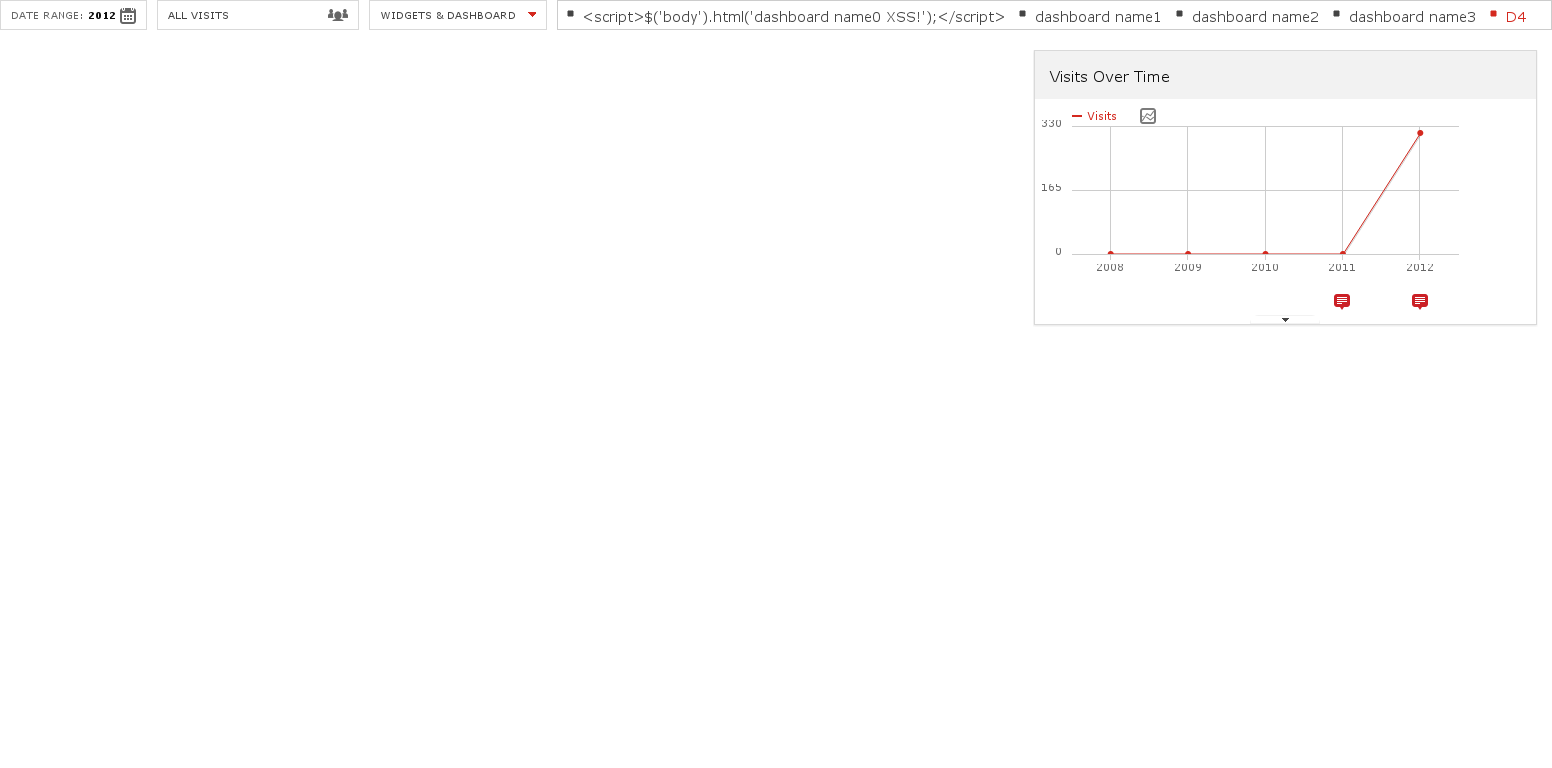 DATE RANGE: 2012 ALL VISITS WIDGETS & DASHBOARD <script>$('body').html('dashboard name0 XSS!');</script> dashboard name1 dashboard name2 dashboard name3 D4
Visits Over Time
Visits
330
165
0
2008 2009 2010 2011 2012